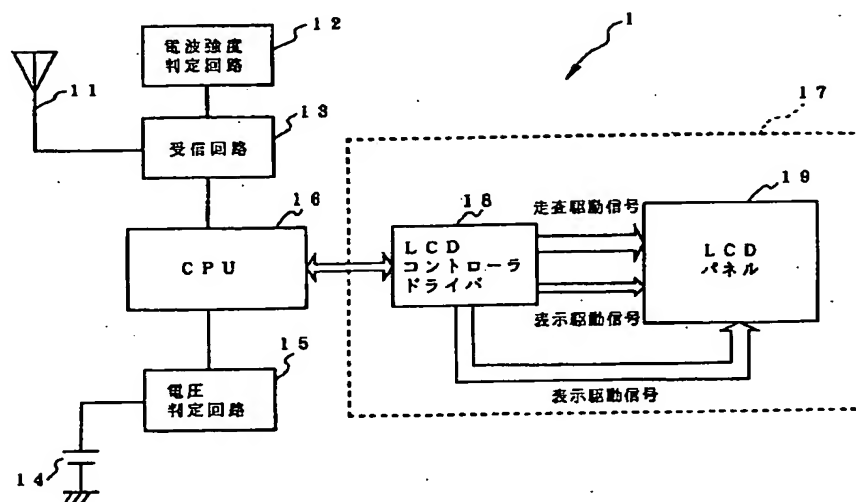 1
12
電波強度
判定回路
11
13
受信回路
17
16
CPU
18
LCD
コントローラ
ドライバ
走査駆動信号
19
LCD
パネル
表示駆動信号
表示駆動信号
15
電圧
判定回路
14